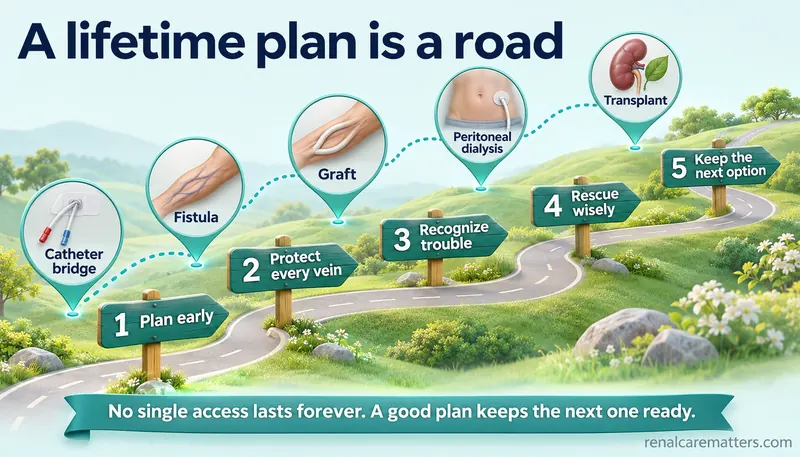 A lifetime plan is a road
Catheter
bridge
Fistula
Graft
Peritoneal
dialysis
Transplant
1 Plan early
2 Protect
every vein
3 Recognize
trouble
4 Rescue
wisely
5 Keep the
next option
No single access lasts forever. A good plan keeps the next one ready.
renalcarematters.com